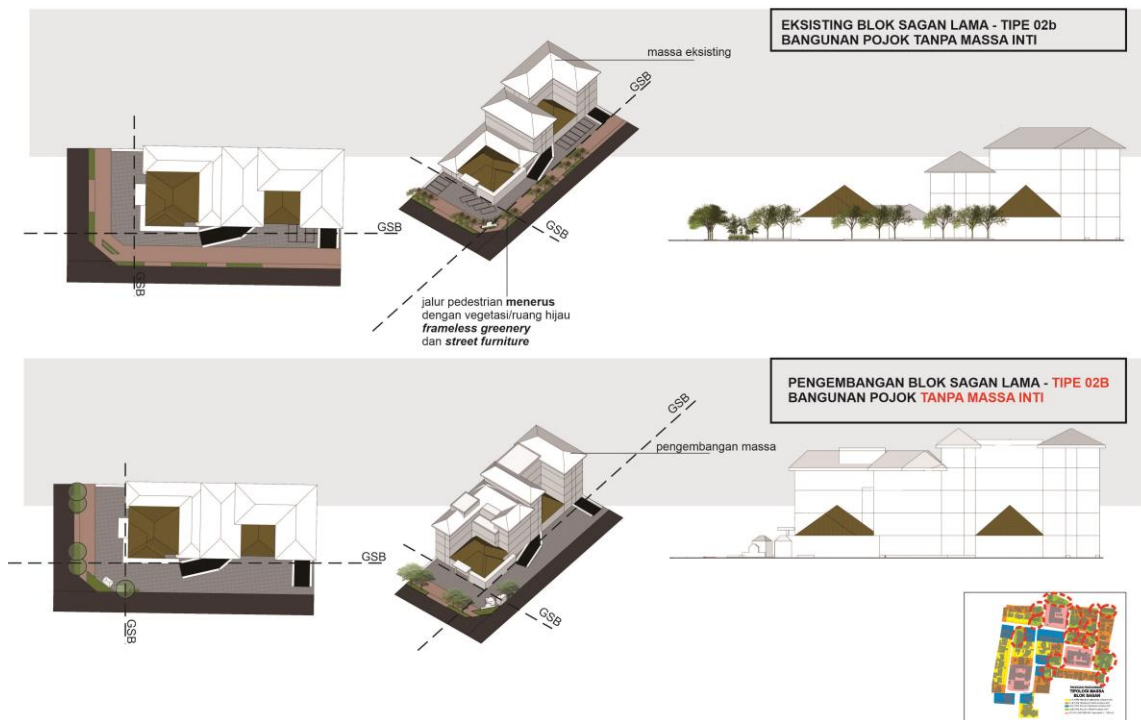 EKSISTING BLOK SAGAN LAMA - TIPE 02b
BANGUNAN POJOK TANPA MASSA INTI
massa eksisting
GSB
GSB
GSB
GSB
jalur pedestrian menerus
dengan vegetasi/ruang hijau
frameless greenery
dan street furniture
PENGEMBANGAN BLOK SAGAN LAMA - TIPE 02B
BANGUNAN POJOK TANPA MASSA INTI
pengembangan massa
GSB
GSB
GSB
GSB
TIPOLOGI MASSA
BLOK SAGAN